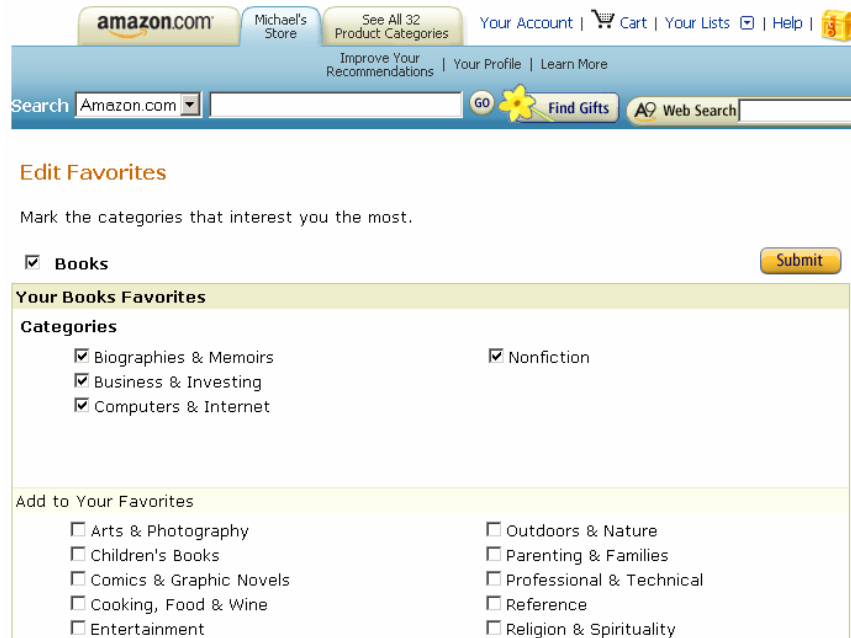 amazon.com
Michael's Store
See All 32 Product Categories
Your Account | Cart | Your Lists | Help |
Improve Your Recommendations | Your Profile | Learn More
Search Amazon.com GO Find Gifts A9 Web Search
Edit Favorites
Mark the categories that interest you the most.
Books
Submit
Your Books Favorites
Categories
Biographies & Memoirs
Nonfiction
Business & Investing
Computers & Internet
Add to Your Favorites
Arts & Photography
Outdoors & Nature
Children's Books
Parenting & Families
Comics & Graphic Novels
Professional & Technical
Cooking, Food & Wine
Reference
Entertainment
Religion & Spirituality